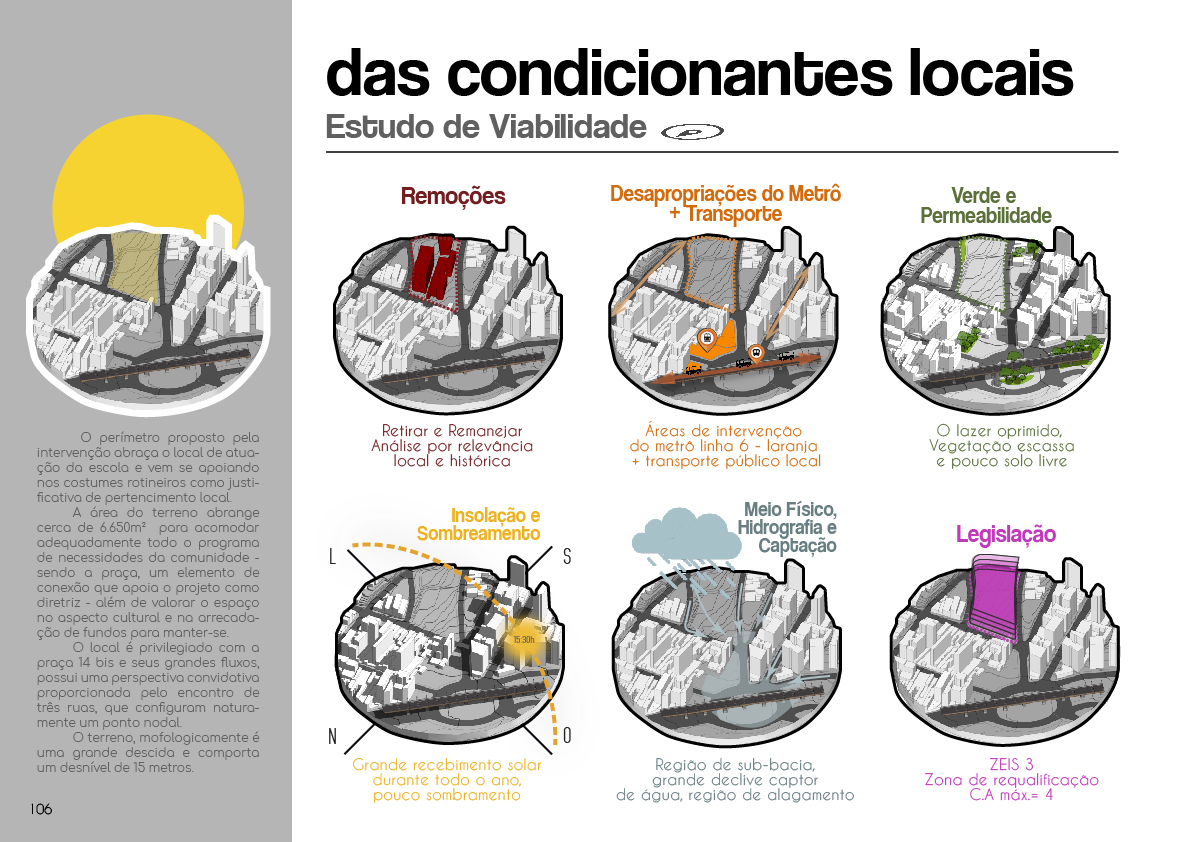 das condicionantes locais
Estudo de Viabilidade
Remoções
Retirar e Remanejar
Análise por relevância
local e histórica
Desapropriações do Metrô
+ Transporte
Áreas de intervenção
do metrô linha 6 - laranja
+ transporte público local
Verde e
Permeabilidade
O lazer oprimido,
Vegetação escassa
e pouco solo livre
Insolação e
Sombreamento
L
S
15:30h
N
O
Grande recebimento solar
durante todo o ano,
pouco sombramento
Meio Físico,
Hidrografia e
Captação
Região de sub-bacia,
grande declive captor
de água, região de alagamento
Legislação
ZEIS 3
Zona de requalificação
C.A máx.= 4
O perímetro proposto pela
intervenção abraça o local de atua-
ção da escola e vem se apoiando
nos costumes rotineiros como justi-
ficativa de pertencimento local.
A área do terreno abrange
cerca de 6.650m² para acomodar
adequadamente todo o programa
de necessidades da comunidade -
sendo a praça, um elemento de
conexão que apoia o projeto como
diretriz - além de valorar o espaço
no aspecto cultural e na arrecada-
ção de fundos para manter-se.
O local é privilegiado com a
praça 14 bis e seus grandes fluxos,
possui uma perspectiva convidativa
proporcionada pelo encontro de
três ruas, que configuram natura-
mente um ponto nodal.
O terreno, mofologicamente é
uma grande descida e comporta
um desnível de 15 metros.
106